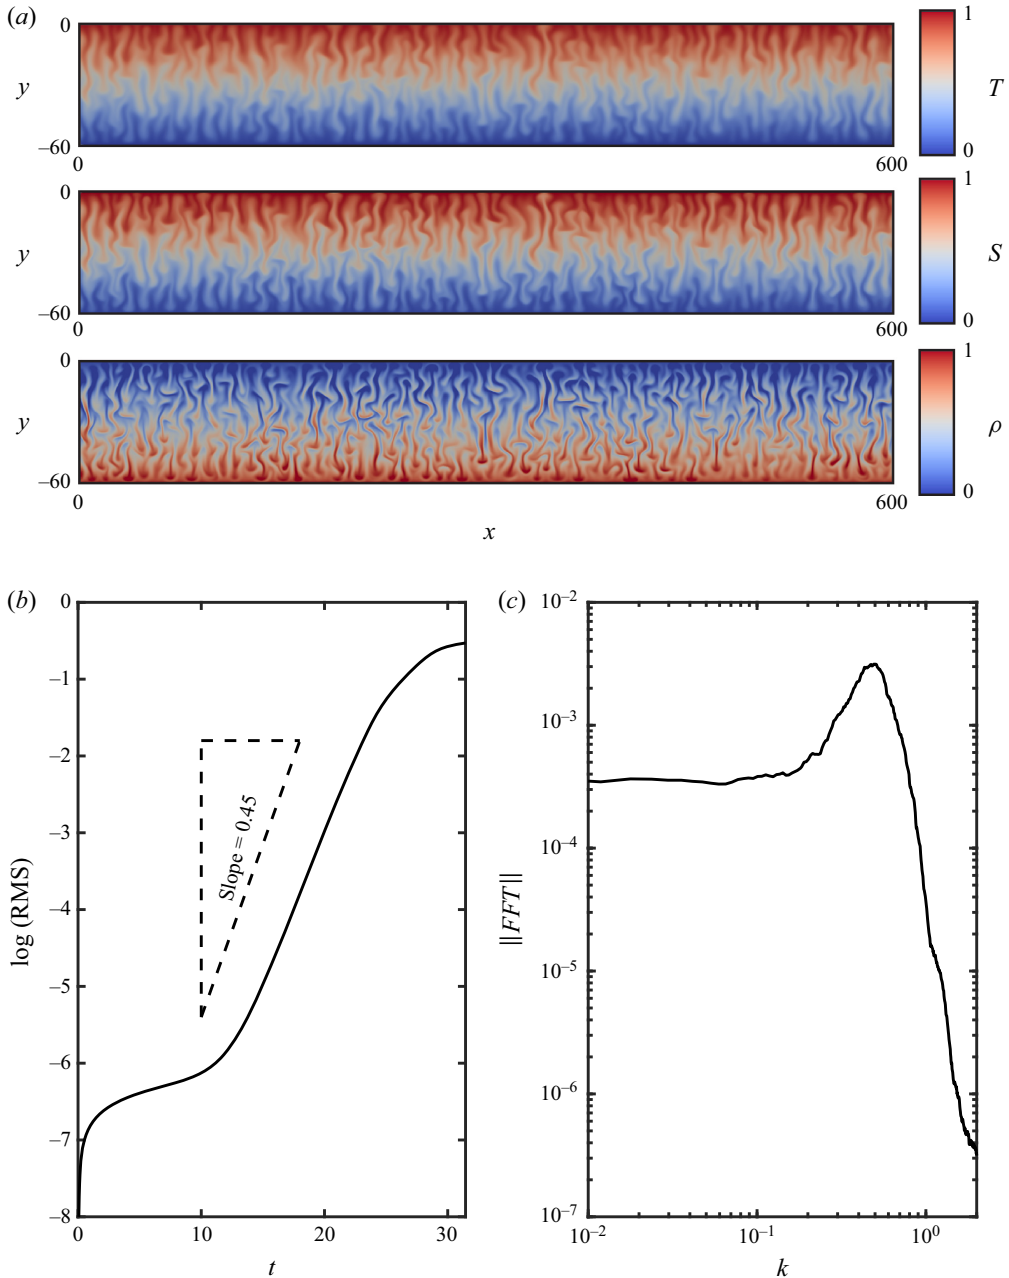 (a)
0
y
–60
0
600
1
T
0
0
y
–60
0
600
1
S
0
0
y
–60
0
600
1
ρ
0
x
(b)
0
–1
–2
–3
–4
–5
–6
–7
–8
log (RMS)
Slope = 0.45
0
10
20
30
t
(c)
10⁻²
10⁻³
10⁻⁴
10⁻⁵
10⁻⁶
10⁻⁷
||FFT||
10⁻²
10⁻¹
10⁰
k